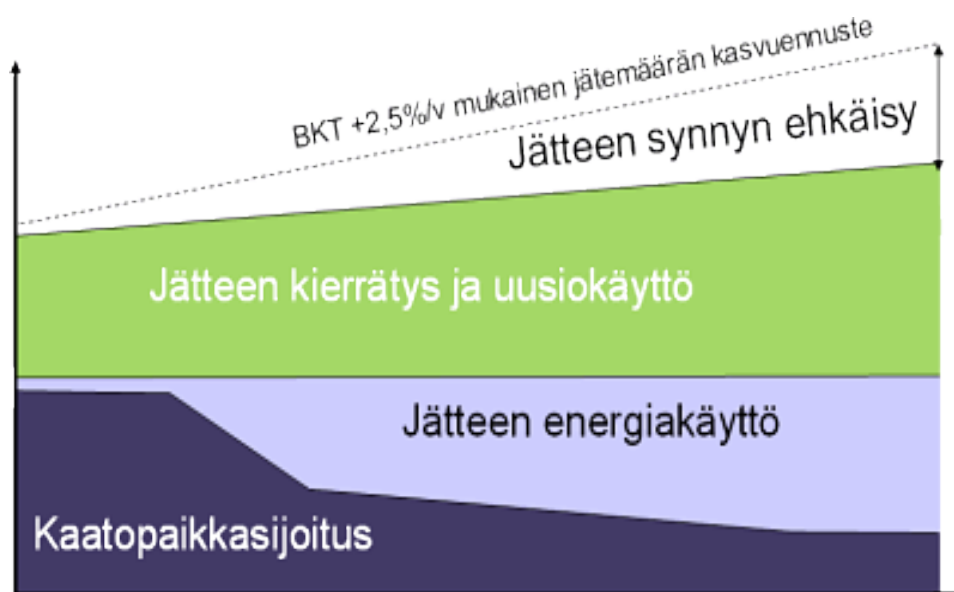 BKT +2,5%/v mukainen jätemäärän kasvuennuste
Jätteen synnyn ehkäisy
Jätteen kierrätys ja uusiokäyttö
Jätteen energiakäyttö
Kaatopaikkasijoitus